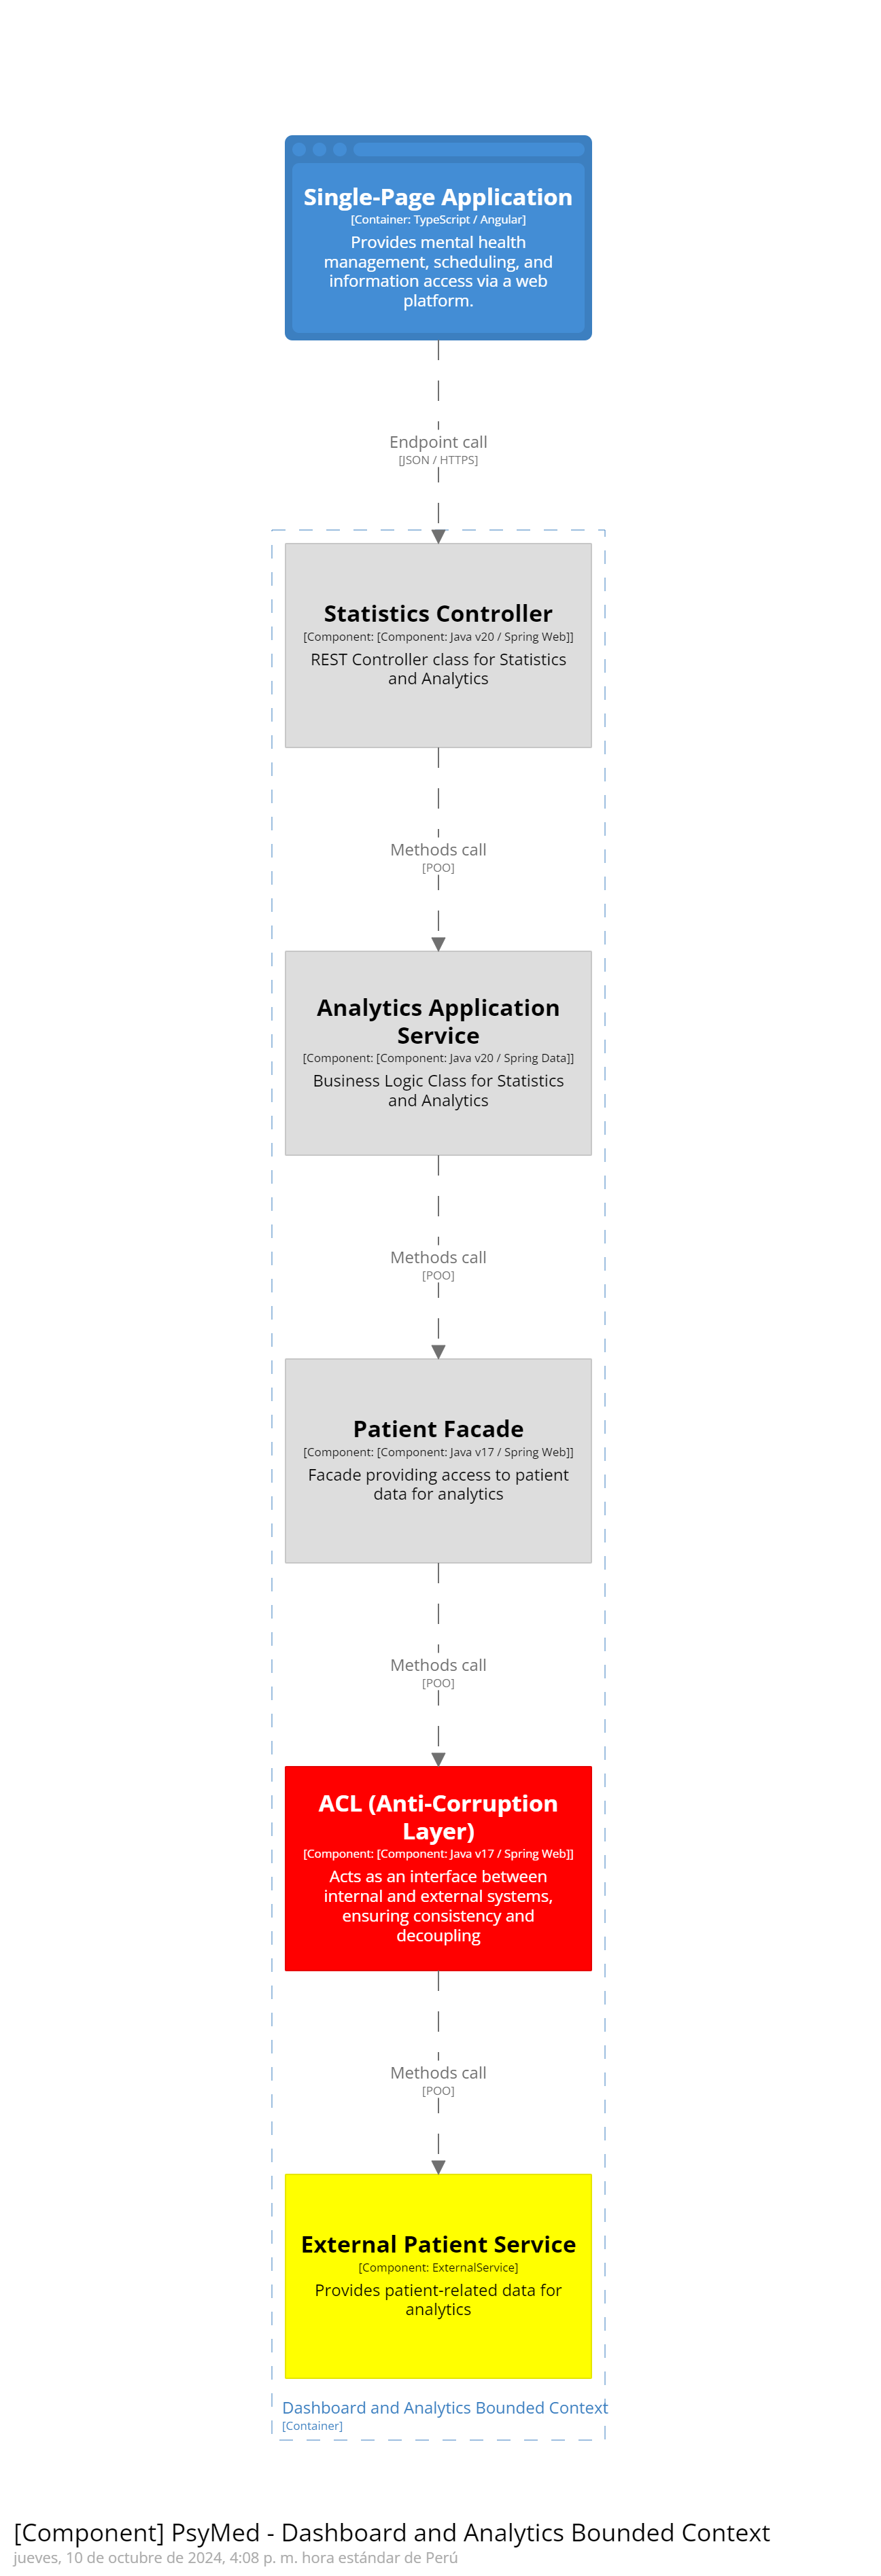 Single-Page Application
[Container: TypeScript / Angular]
Provides mental health
management, scheduling, and
information access via a web
platform.
Endpoint call
[JSON / HTTPS]
Statistics Controller
[Component: [Component: Java v20 / Spring Web]]
REST Controller class for Statistics
and Analytics
Methods call
[POO]
Analytics Application
Service
[Component: [Component: Java v20 / Spring Data]]
Business Logic Class for Statistics
and Analytics
Methods call
[POO]
Patient Facade
[Component: [Component: Java v17 / Spring Web]]
Facade providing access to patient
data for analytics
Methods call
[POO]
ACL (Anti-Corruption
Layer)
[Component: [Component: Java v17 / Spring Web]]
Acts as an interface between
internal and external systems,
ensuring consistency and
decoupling
Methods call
[POO]
External Patient Service
[Component: ExternalService]
Provides patient-related data for
analytics
Dashboard and Analytics Bounded Context
[Container]
[Component] PsyMed - Dashboard and Analytics Bounded Context
jueves, 10 de octubre de 2024, 4:08 p. m. hora estándar de Perú